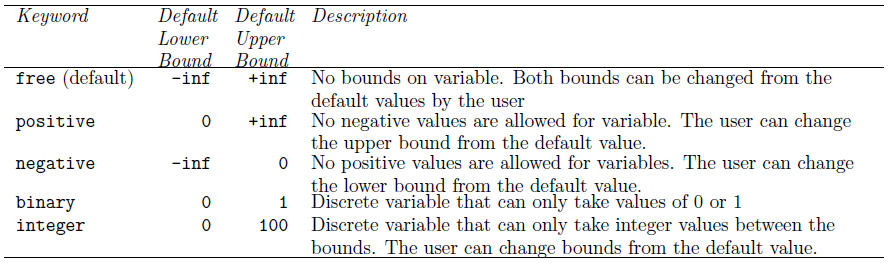 Keyword Default Default Description
Lower Upper
Bound Bound
free (default) -inf +inf No bounds on variable. Both bounds can be changed from the
default values by the user
positive 0 +inf No negative values are allowed for variable. The user can change
the upper bound from the default value.
negative -inf 0 No positive values are allowed for variables. The user can change
the lower bound from the default value.
binary 0 1 Discrete variable that can only take values of 0 or 1
integer 0 100 Discrete variable that can only take integer values between the
bounds. The user can change bounds from the default value.